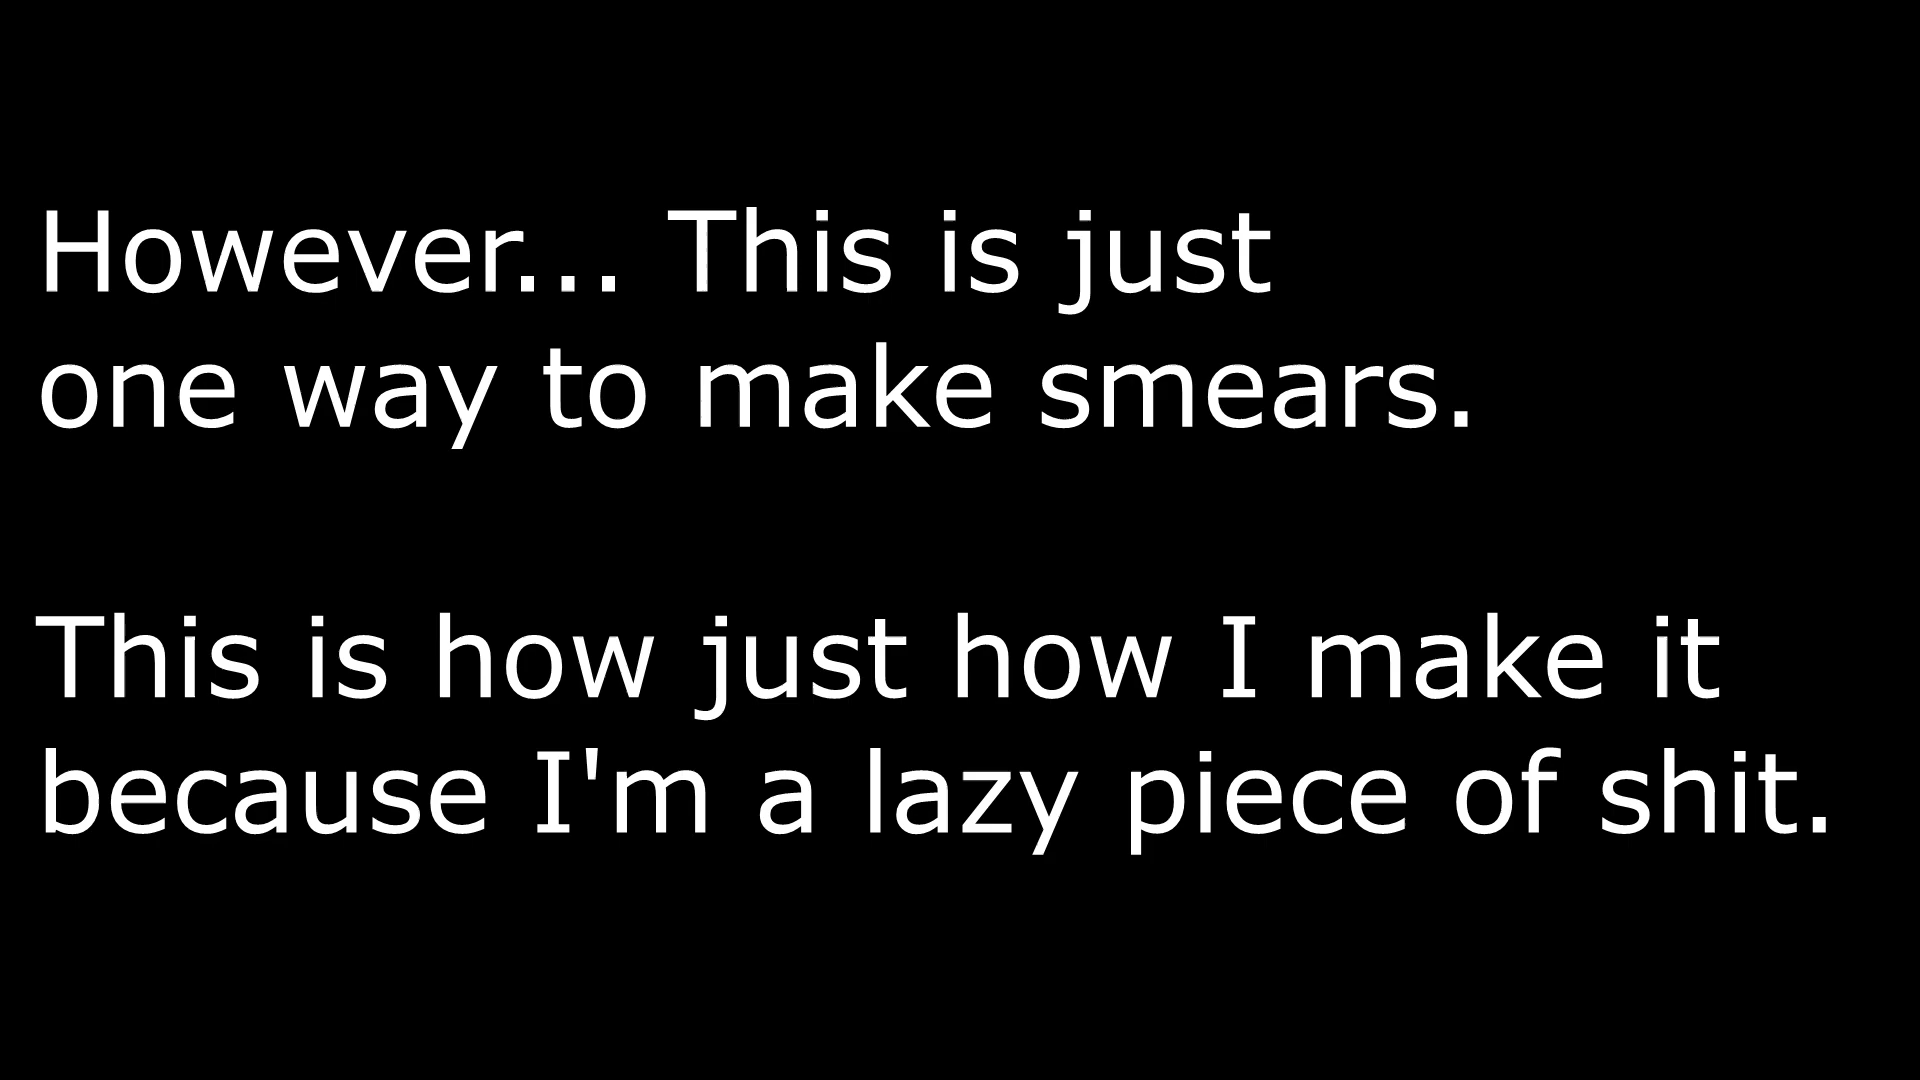 However... This is just
one way to make smears.
This is how just how I make it
because I'm a lazy piece of shit.